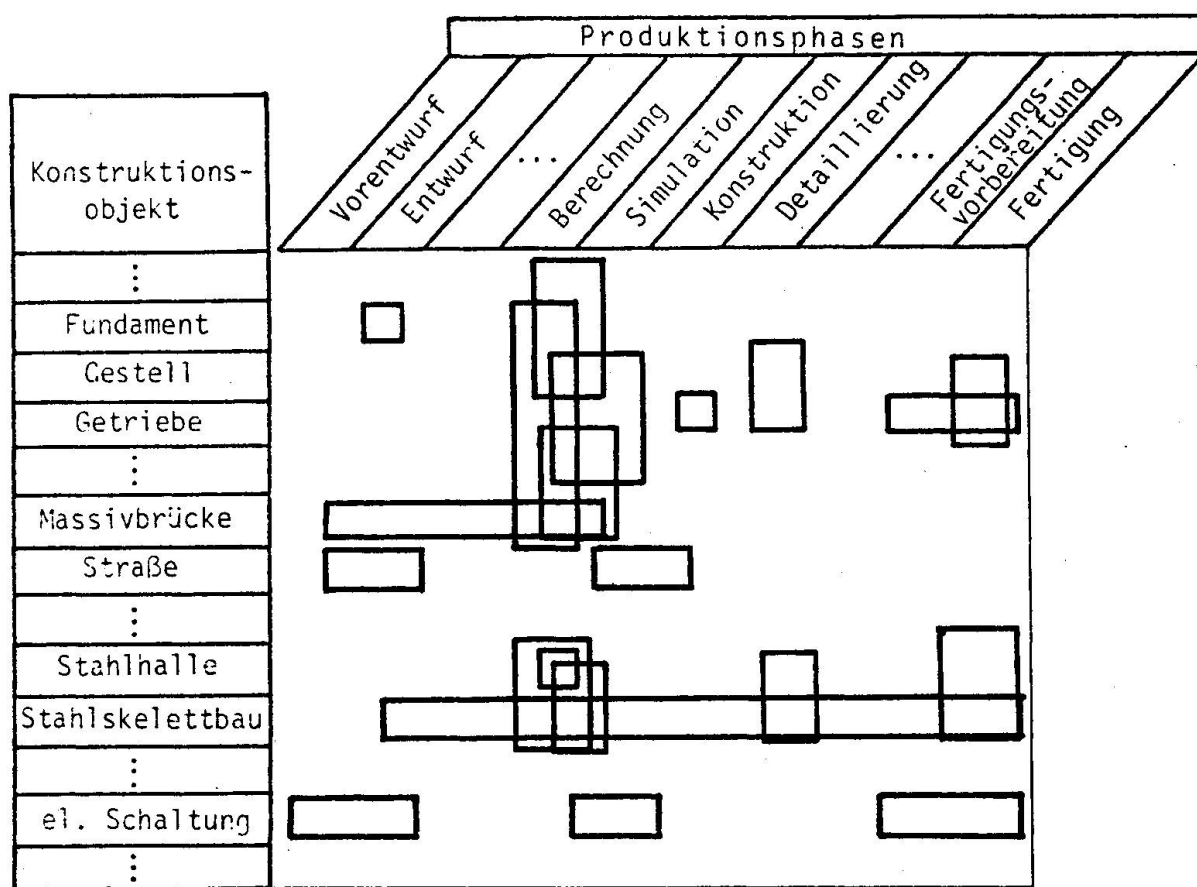 Produktionsphasen
Vorentwurf
Entwurf
...
Berechnung
Simulation
Konstruktion
Detaillierung
...
Fertigungs-
vorbereitung
Fertigung
Konstruktions-
objekt
⋮
Fundament
Gestell
Getriebe
⋮
Massivbrücke
Straße
⋮
Stahlhalle
Stahlskelettbau
⋮
el. Schaltung
⋮